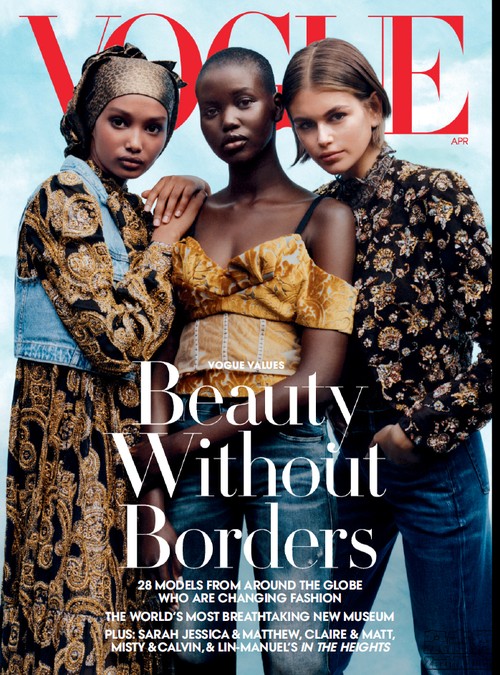 VOGUE
APR
VOGUE VALUES
Beauty
Without
Borders
28 MODELS FROM AROUND THE GLOBE
WHO ARE CHANGING FASHION
THE WORLD'S MOST BREATHTAKING NEW MUSEUM
PLUS: SARAH JESSICA & MATTHEW, CLAIRE & MATT,
MISTY & CALVIN, & LIN-MANUEL'S IN THE HEIGHTS